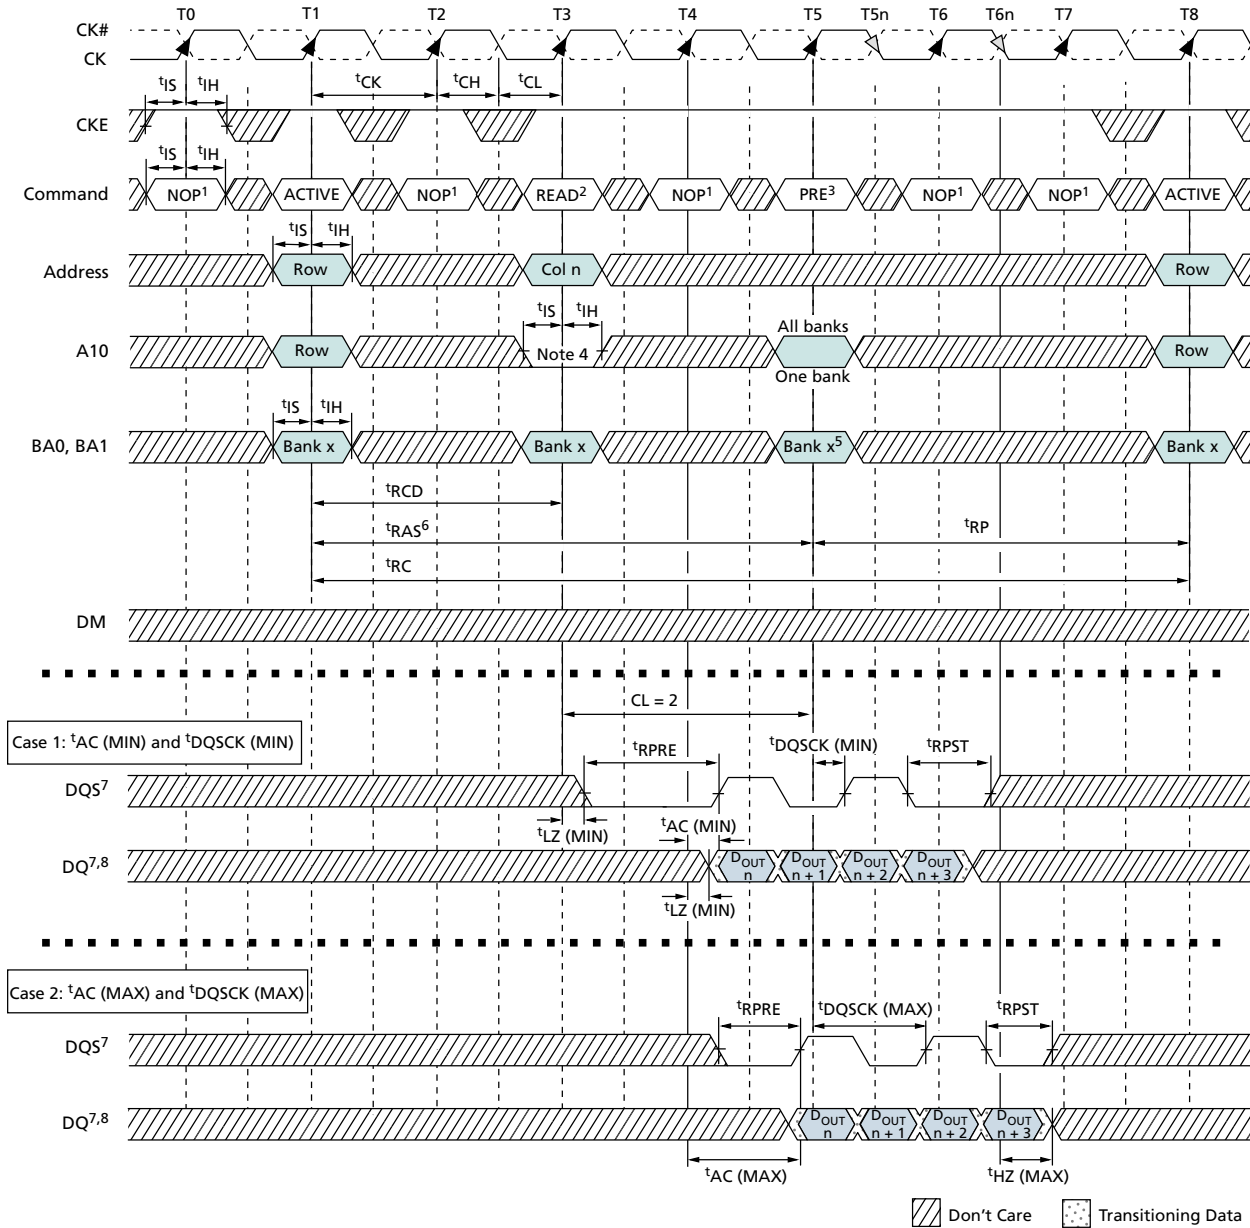 T0 T1 T2 T3 T4 T5 T5n T6 T6n T7 T8
CK#
CK
tIS tIH tCK tCH tCL
CKE
tIS tIH
Command NOP1 ACTIVE NOP1 READ2 NOP1 PRE3 NOP1 NOP1 ACTIVE
tIS tIH
Address Row Col n Row
tIS tIH All banks
A10 Row Note 4 Row
One bank
tIS tIH
BA0, BA1 Bank x Bank x Bank x5 Bank x
tRCD
tRAS6 tRP
tRC
DM
CL = 2
Case 1: tAC (MIN) and tDQSCK (MIN)
tRPRE tDQSCK (MIN) tRPST
DQS7
tLZ (MIN) tAC (MIN)
DQ7,8 DOUT n DOUT n + 1 DOUT n + 2 DOUT n + 3
tLZ (MIN)
Case 2: tAC (MAX) and tDQSCK (MAX)
tRPRE tDQSCK (MAX) tRPST
DQS7
DQ7,8 DOUT n DOUT n + 1 DOUT n + 2 DOUT n + 3
tAC (MAX) tHZ (MAX)
Don't Care Transitioning Data